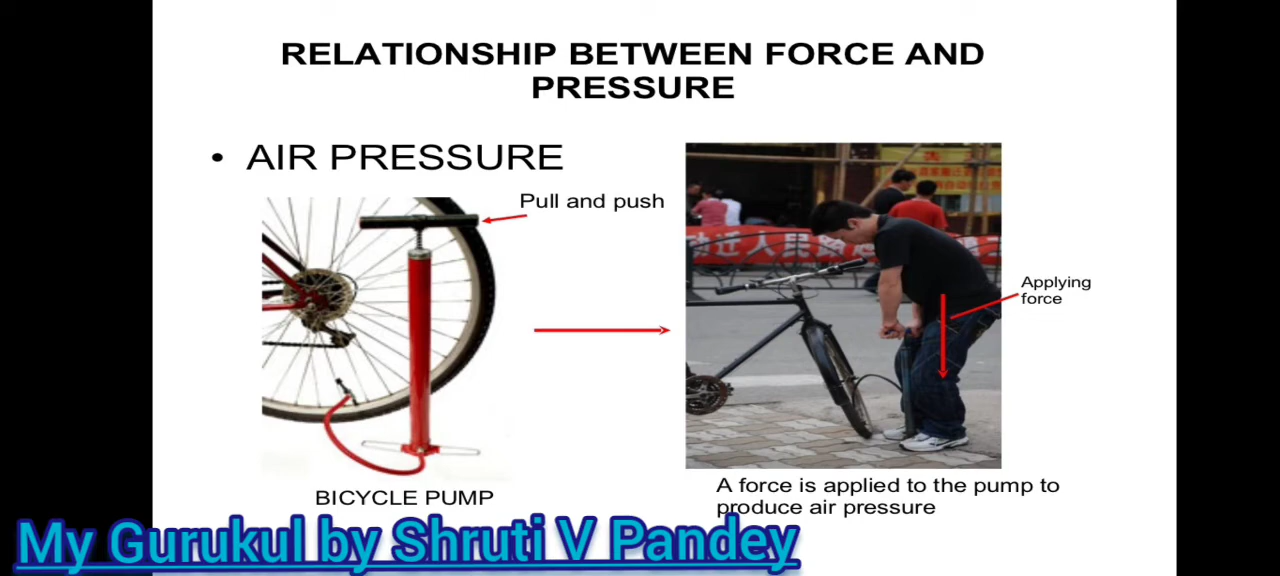 RELATIONSHIP BETWEEN FORCE AND
PRESSURE
• AIR PRESSURE
Pull and push
Applying
force
BICYCLE PUMP
A force is applied to the pump to
produce air pressure
My Gurukul by Shruti V Pandey